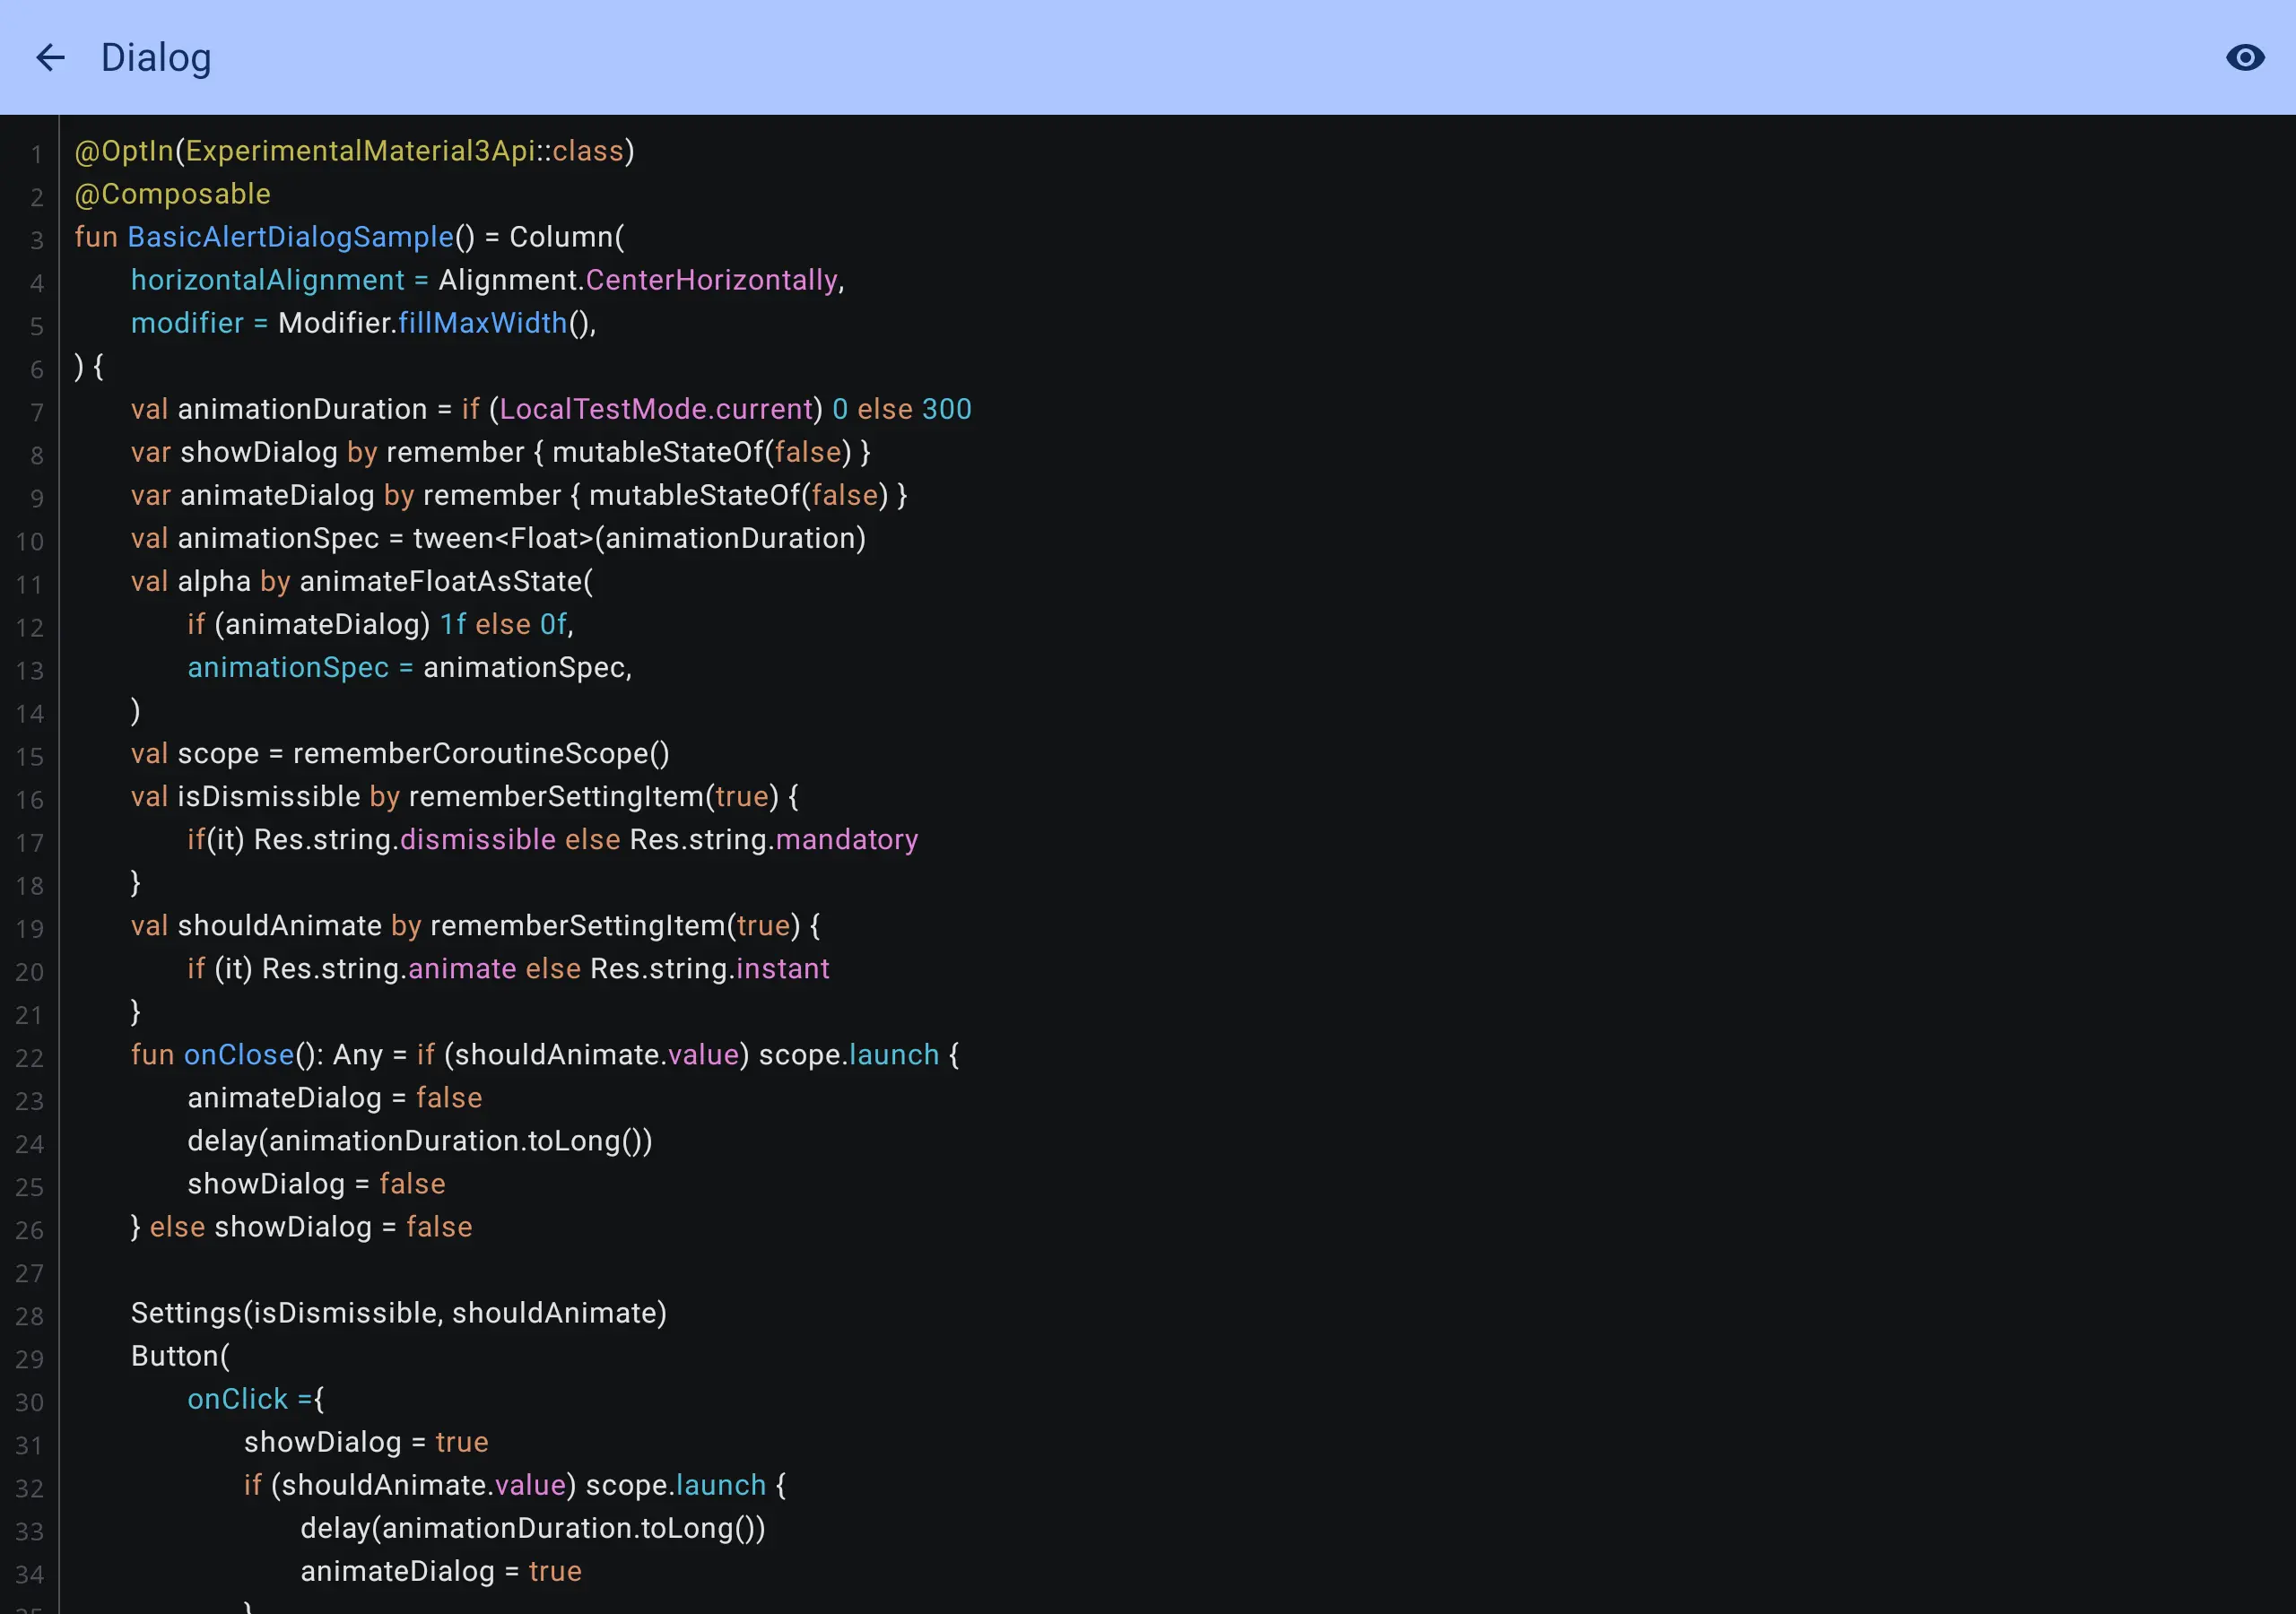 Dialog
1 @OptIn(ExperimentalMaterial3Api::class)
2 @Composable
3 fun BasicAlertDialogSample() = Column(
4 horizontalAlignment = Alignment.CenterHorizontally,
5 modifier = Modifier.fillMaxWidth(),
6 ) {
7 val animationDuration = if (LocalTestMode.current) 0 else 300
8 var showDialog by remember { mutableStateOf(false) }
9 var animateDialog by remember { mutableStateOf(false) }
10 val animationSpec = tween<Float>(animationDuration)
11 val alpha by animateFloatAsState(
12 if (animateDialog) 1f else 0f,
13 animationSpec = animationSpec,
14 )
15 val scope = rememberCoroutineScope()
16 val isDismissible by rememberSettingItem(true) {
17 if(it) Res.string.dismissible else Res.string.mandatory
18 }
19 val shouldAnimate by rememberSettingItem(true) {
20 if (it) Res.string.animate else Res.string.instant
21 }
22 fun onClose(): Any = if (shouldAnimate.value) scope.launch {
23 animateDialog = false
24 delay(animationDuration.toLong())
25 showDialog = false
26 } else showDialog = false
27
28 Settings(isDismissible, shouldAnimate)
29 Button(
30 onClick ={
31 showDialog = true
32 if (shouldAnimate.value) scope.launch {
33 delay(animationDuration.toLong())
34 animateDialog = true
35 }